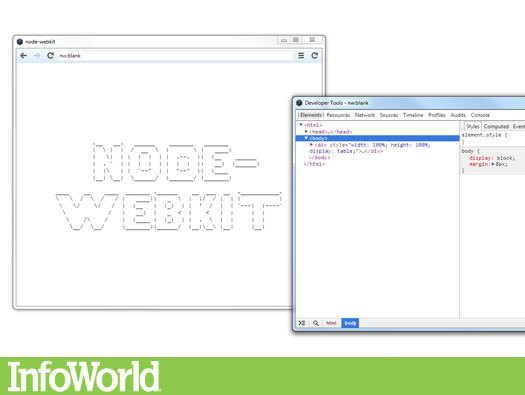 node-webkit
nw:blank
NODE-
WEBKIT
Developer Tools - nw:blank
Elements Resources Network Sources Timeline Profiles Audits Console
<html>
<head>…</head>
<body>
<div style="width: 100%; height: 100%;
display: table;">…</div>
</body>
</html>
Styles Computed Event
element.style {
}
body {
display: block;
margin: 8px;
}
html body
InfoWorld